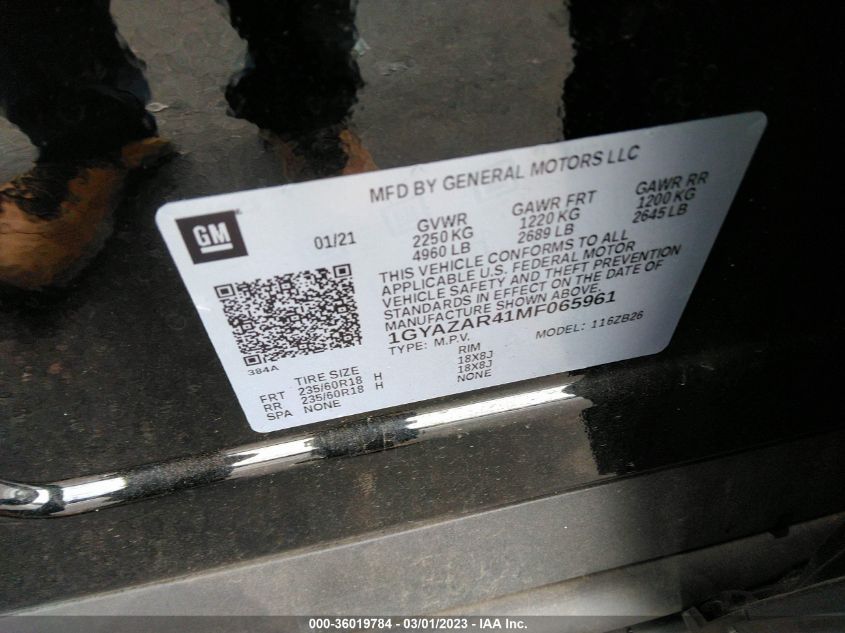 MFD BY GENERAL MOTORS LLC
GM
01/21
GVWR
2250 KG
4960 LB
GAWR FRT
1220 KG
2689 LB
GAWR RR
1200 KG
2645 LB
THIS VEHICLE CONFORMS TO ALL
APPLICABLE U.S. FEDERAL MOTOR
VEHICLE SAFETY AND THEFT PREVENTION
STANDARDS IN EFFECT ON THE DATE OF
MANUFACTURE SHOWN ABOVE.
1GYAZAR41MF065961
TYPE: M.P.V. MODEL: 116ZB26
384A
TIRE SIZE RIM
FRT 235/60R18 H 18X8J
RR 235/60R18 H 18X8J
SPA NONE NONE
000-36019784 - 03/01/2023 - IAA Inc.